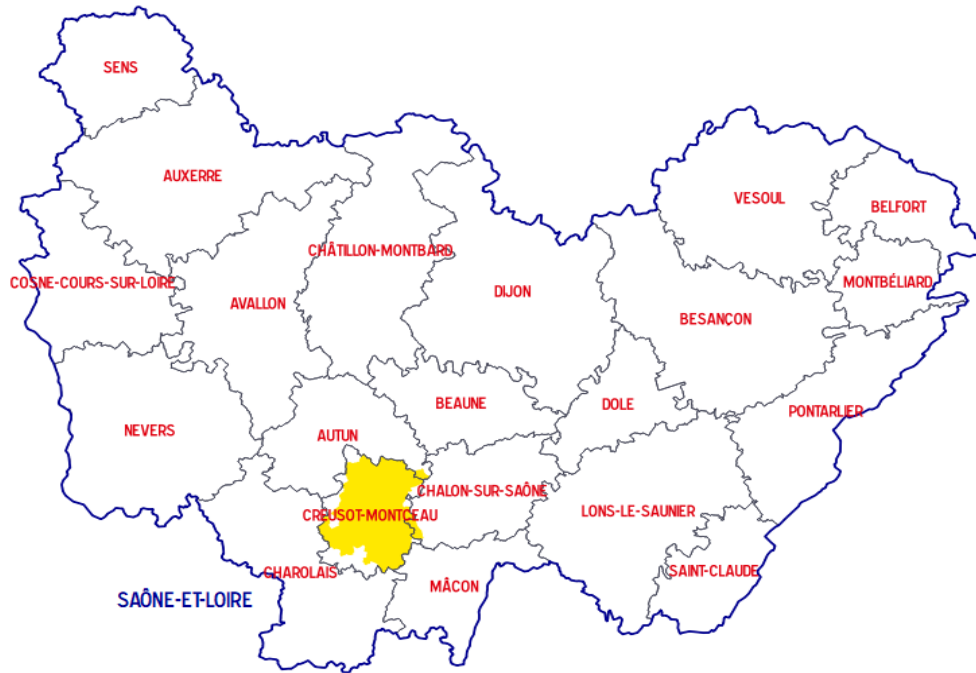 SENS
AUXERRE
VESOUL
BELFORT
CHÂTILLON-MONTBARD
COSNE-COURS-SUR-LOIRE
MONTBÉLIARD
DIJON
AVALLON
BESANÇON
BEAUNE
DOLE
PONTARLIER
NEVERS
AUTUN
CHALON-SUR-SAÔNE
CREUSOT-MONTCEAU
LONS-LE-SAUNIER
CHAROLAIS
SAINT-CLAUDE
MÂCON
SAÔNE-ET-LOIRE